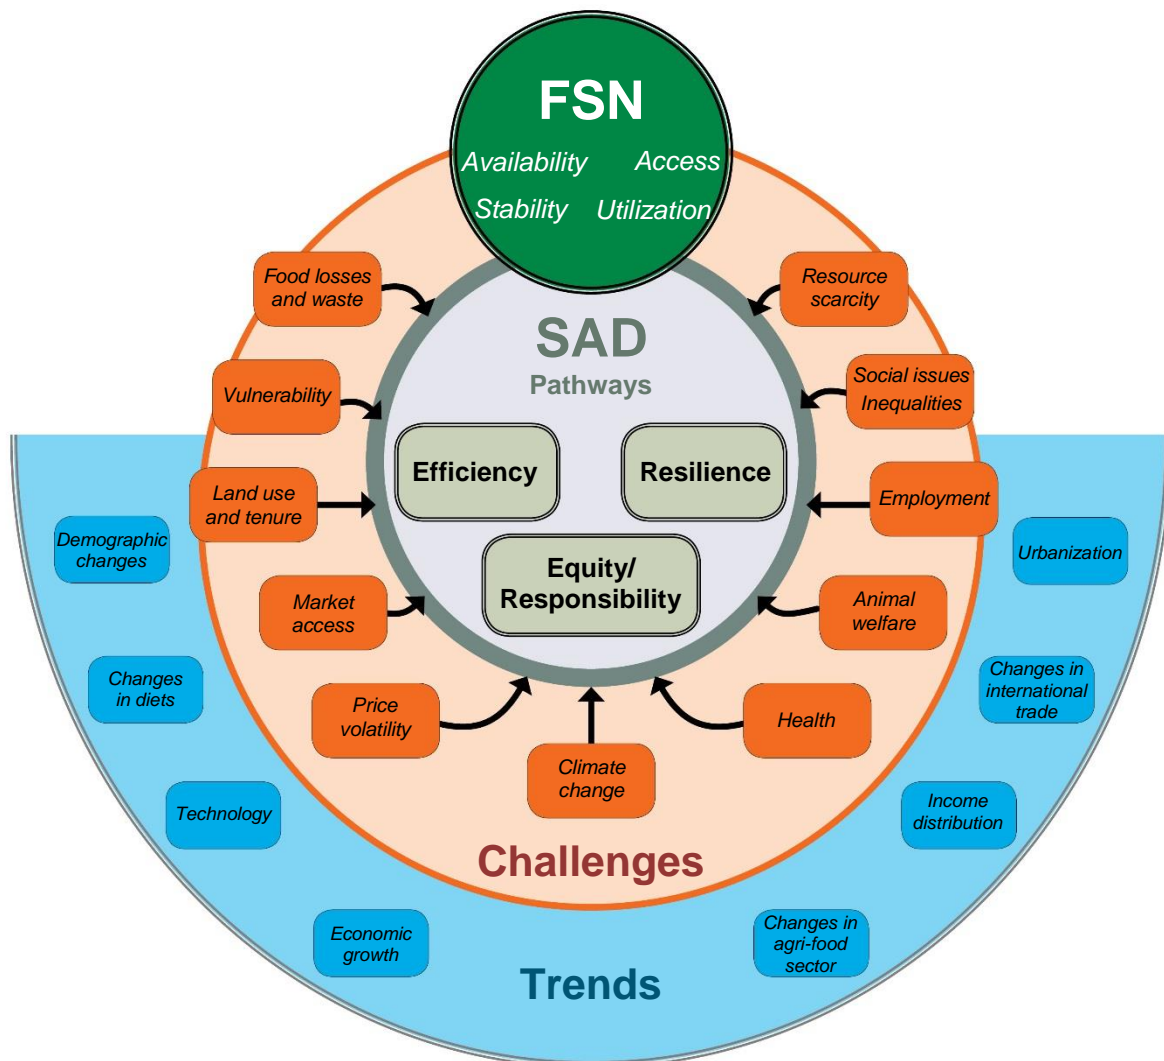 FSN
Availability Access
Stability Utilization
Food losses
and waste
Resource
scarcity
SAD
Pathways
Vulnerability
Social issues
Inequalities
Efficiency
Resilience
Land use
and tenure
Employment
Demographic
changes
Urbanization
Equity/
Responsibility
Market
access
Animal
welfare
Changes
in diets
Changes in
international
trade
Price
volatility
Health
Climate
change
Technology
Income
distribution
Challenges
Economic
growth
Changes in
agri-food
sector
Trends